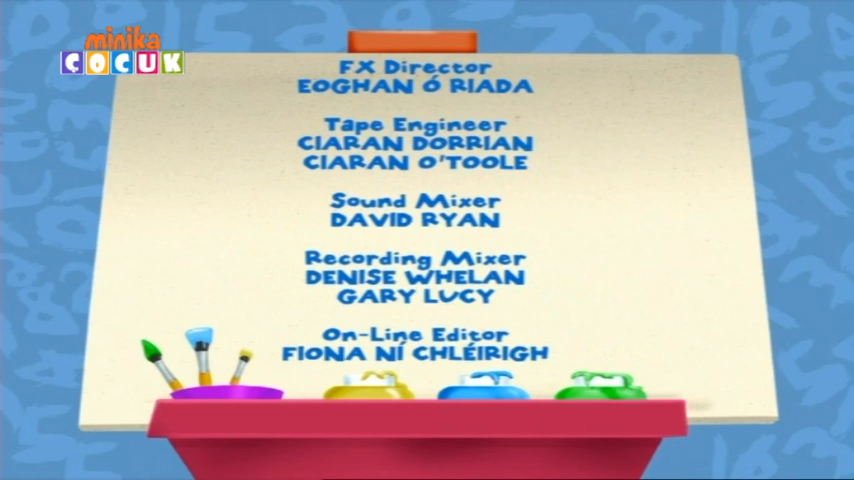 minika
ÇOCUK
FX Director
EOGHAN Ó RIADA
Tape Engineer
CIARAN DORRIAN
CIARAN O'TOOLE
Sound Mixer
DAVID RYAN
Recording Mixer
DENISE WHELAN
GARY LUCY
On-Line Editor
FIONA NÍ CHLÉIRIGH